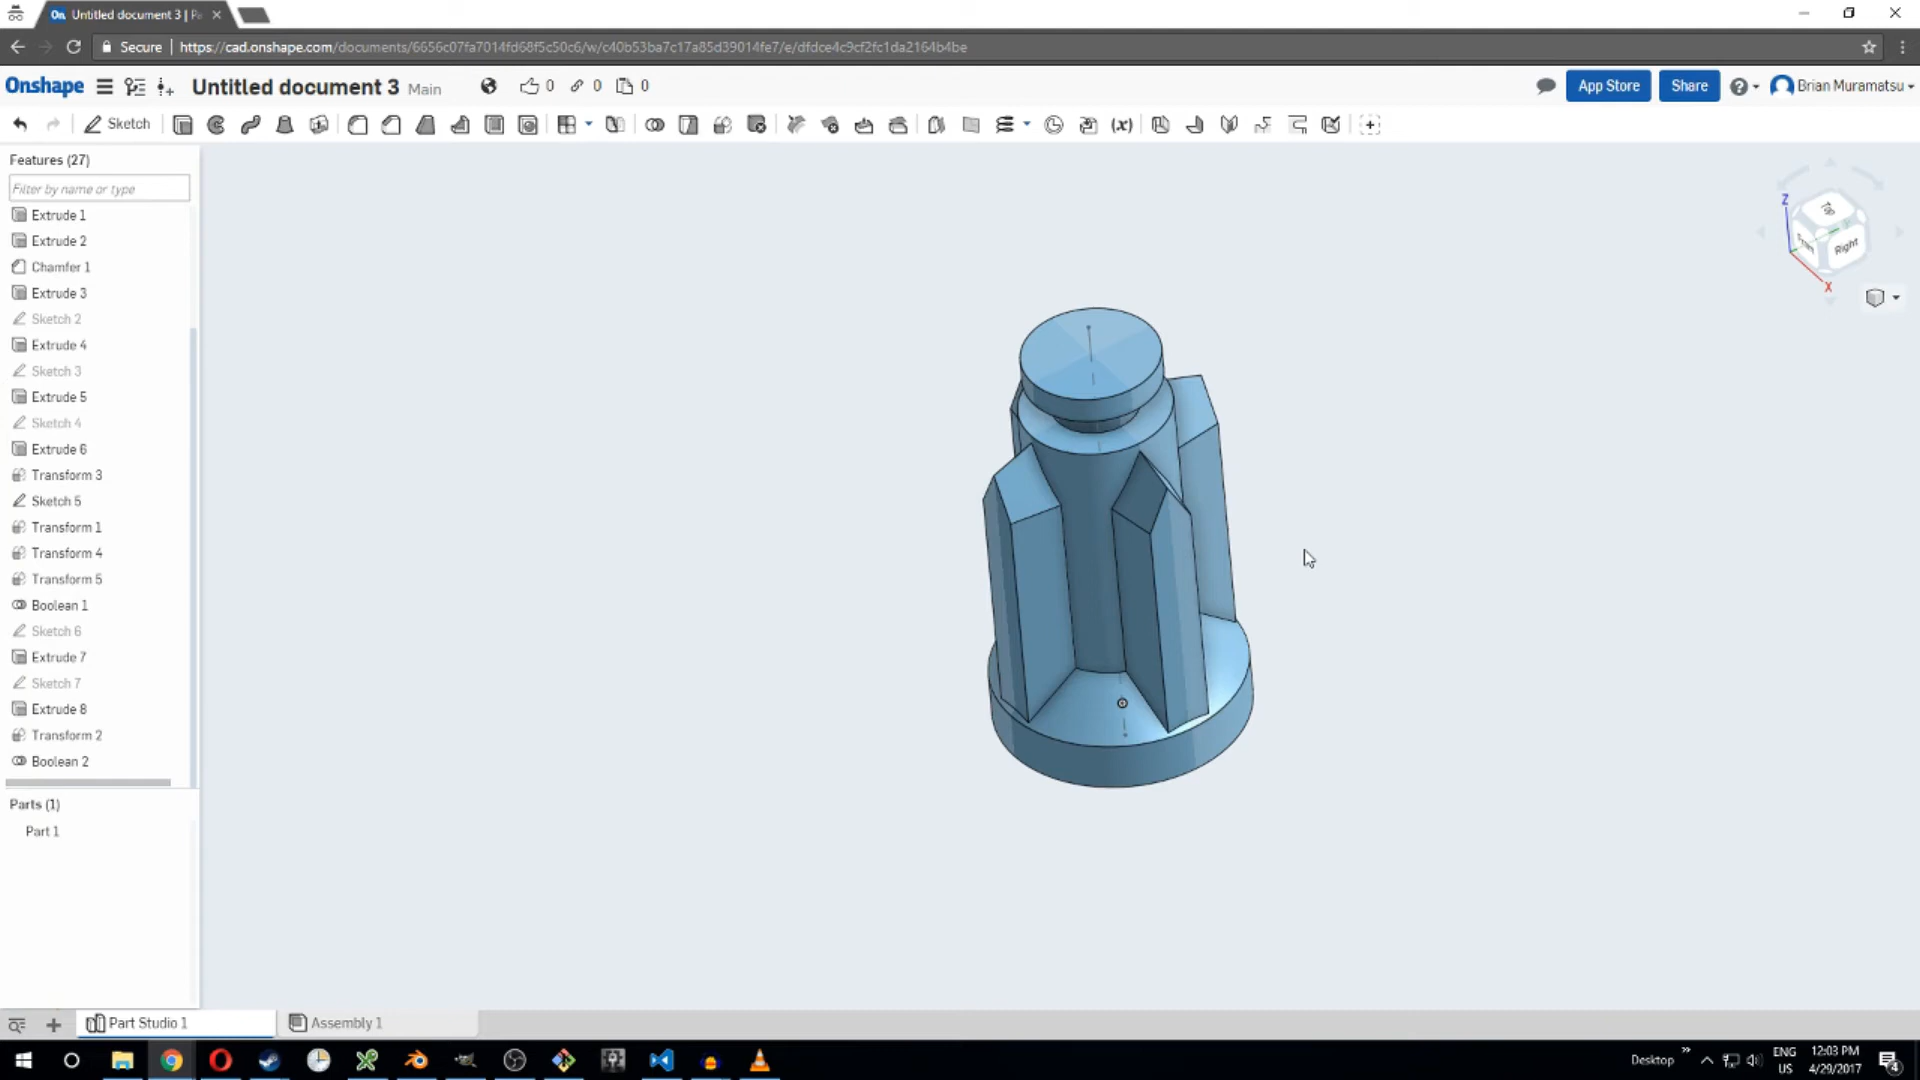 Untitled document 3 | Pa
Secure
https://cad.onshape.com/documents/6656c07fa7014fd68f5c50c6/w/c40b53ba7c17a85d39014fe7/e/dfdce4c9cf2fc1da2164b4be
Onshape
Untitled document 3 Main
0
0
0
App Store
Share
Brian Muramatsu
Sketch
(x)
Features (27)
Filter by name or type
Extrude 1
Extrude 2
Chamfer 1
Extrude 3
Sketch 2
Extrude 4
Sketch 3
Extrude 5
Sketch 4
Extrude 6
Transform 3
Sketch 5
Transform 1
Transform 4
Transform 5
Boolean 1
Sketch 6
Extrude 7
Sketch 7
Extrude 8
Transform 2
Boolean 2
Parts (1)
Part 1
Z
Top
Front
Right
X
Part Studio 1
Assembly 1
Desktop
ENG
US
12:03 PM
4/29/2017
4